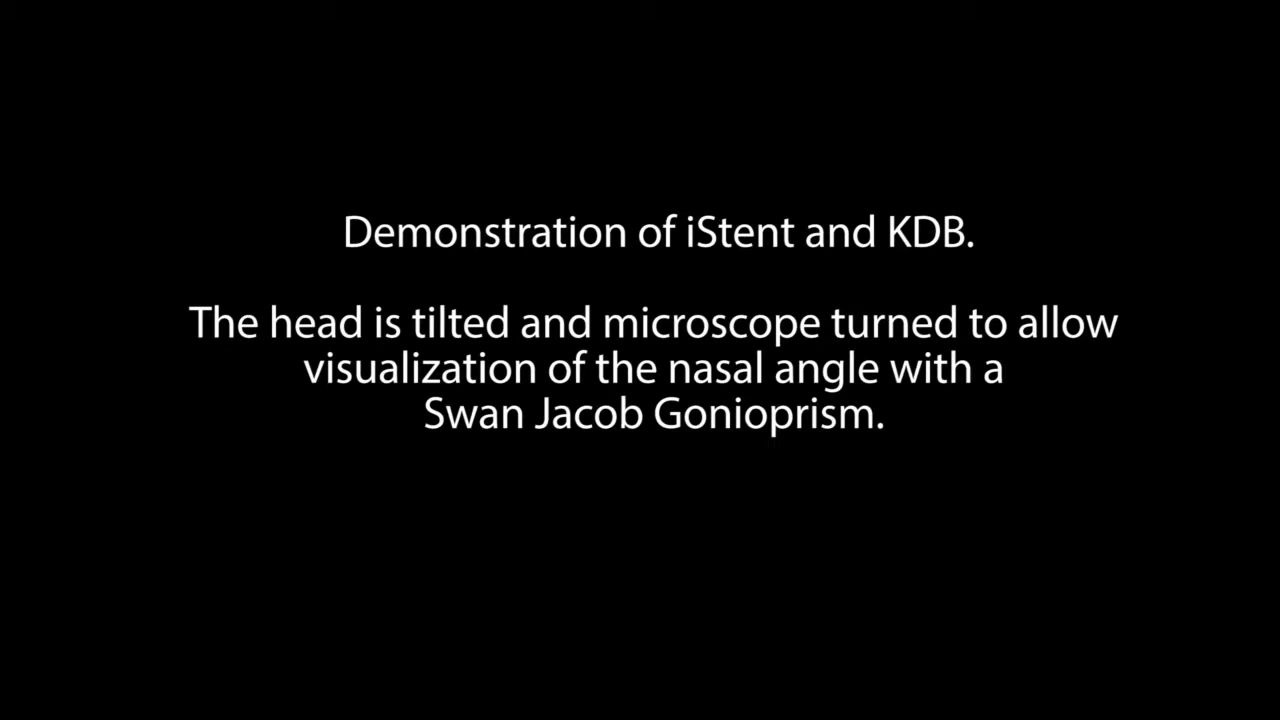 Demonstration of iStent and KDB.
The head is tilted and microscope turned to allow
visualization of the nasal angle with a
Swan Jacob Gonioprism.